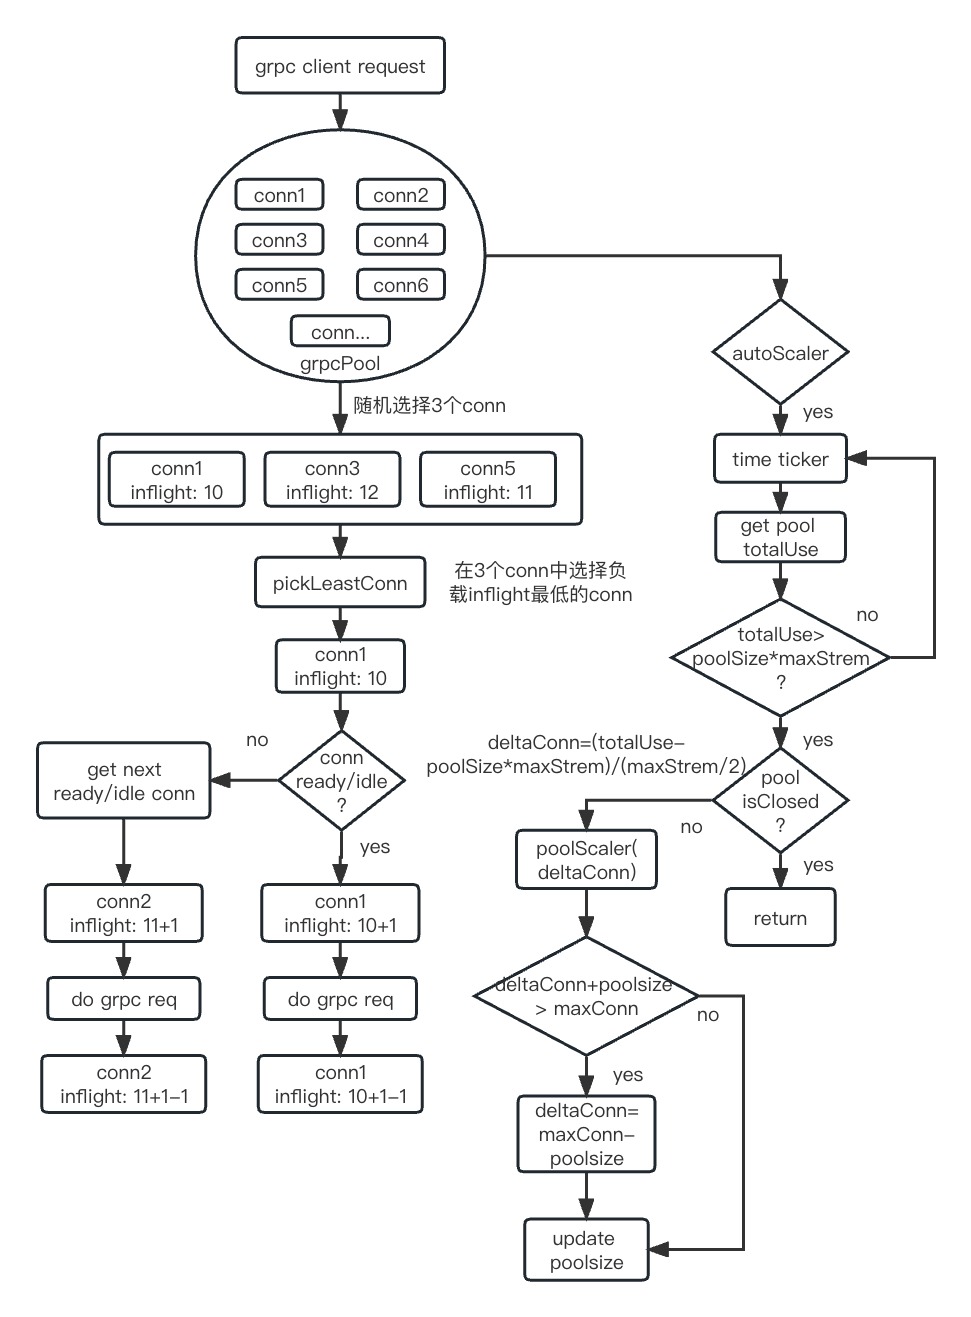 grpc client request
conn1
conn2
conn3
conn4
conn5
conn6
conn...
grpcPool
随机选择3个conn
conn1
inflight: 10
conn3
inflight: 12
conn5
inflight: 11
pickLeastConn
在3个conn中选择负
载inflight最低的conn
conn1
inflight: 10
conn
ready/idle
?
no
get next
ready/idle conn
yes
conn2
inflight: 11+1
do grpc req
conn2
inflight: 11+1-1
conn1
inflight: 10+1
do grpc req
conn1
inflight: 10+1-1
autoScaler
yes
time ticker
get pool
totalUse
totalUse>
poolSize*maxStrem
?
no
yes
deltaConn=(totalUse-
poolSize*maxStrem)/(maxStrem/2)
pool
isClosed
?
no
yes
return
poolScaler(
deltaConn)
deltaConn+poolsize
> maxConn
no
yes
deltaConn=
maxConn-
poolsize
update
poolsize